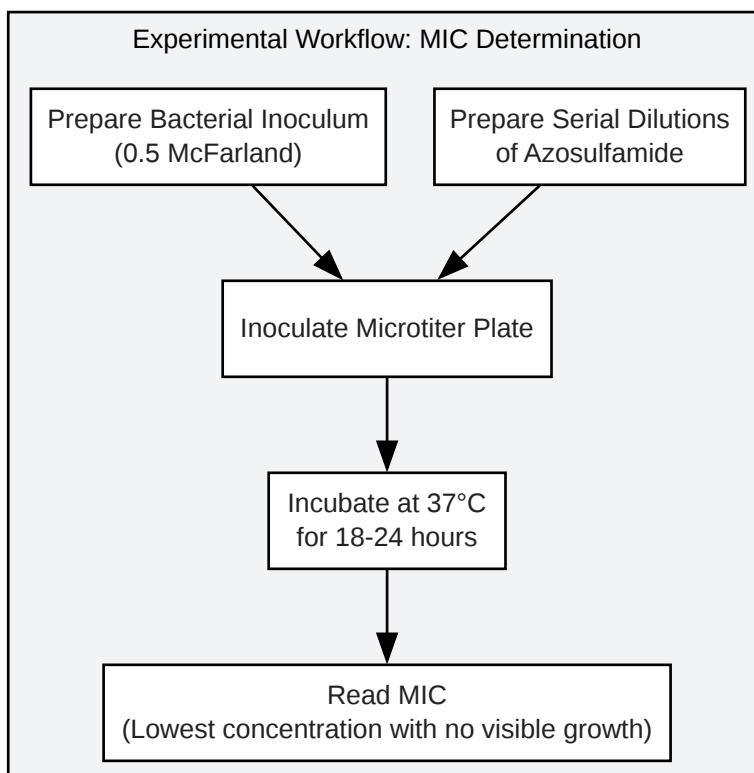 Experimental Workflow: MIC Determination
Prepare Bacterial Inoculum
(0.5 McFarland)
Prepare Serial Dilutions
of Azosulfamide
Inoculate Microtiter Plate
Incubate at 37°C
for 18-24 hours
Read MIC
(Lowest concentration with no visible growth)